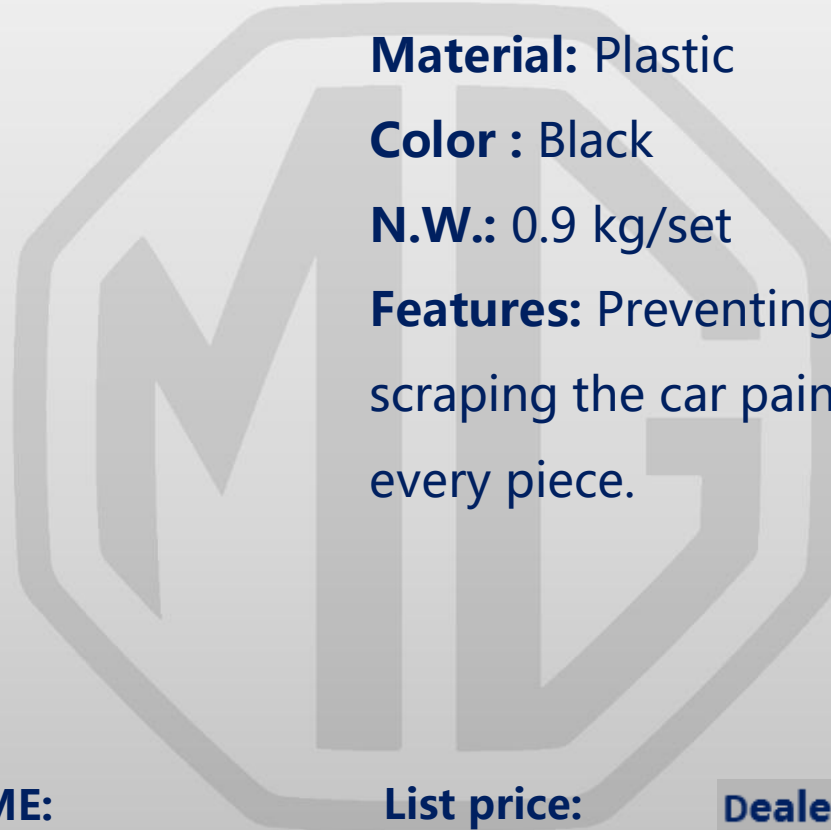 Material: Plastic
Color : Black
N.W.: 0.9 kg/set
Features: Preventing
scraping the car pain
every piece.
MG
ME: List price: Deale